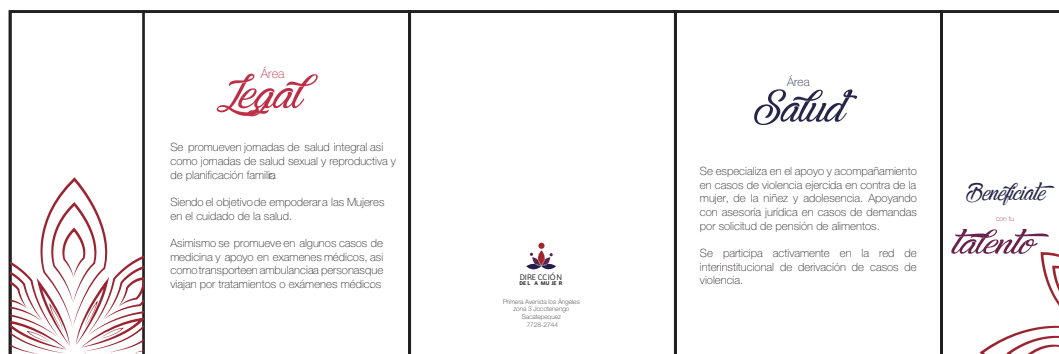 Área
Legal
Se promueven jornadas de salud integral asi
como jornadas de salud sexual y reproductiva y
de planificación familia
Siendo el objetivo de empoderar a las Mujeres
en el cuidado de la salud.
Asimismo se promueve en algunos casos de
medicina y apoyo en examenes médicos, asi
como transporte en ambulancia a personas que
viajan por tratamientos o exámenes médicos
DIRECCIÓN
DE LA MUJER
Primera Avenida los Ángeles
zona 3 Jocotenengo
Sacatepequez
7728-2744
Área
Salud
Se especializa en el apoyo y acompañamiento
en casos de violencia ejercida en contra de la
mujer, de la niñez y adolesencia. Apoyando
con asesoría jurídica en casos de demandas
por solicitud de pensión de alimentos.
Se participa activamente en la red de
interinstitucional de derivación de casos de
violencia.
Benefíciate
con tu
talento